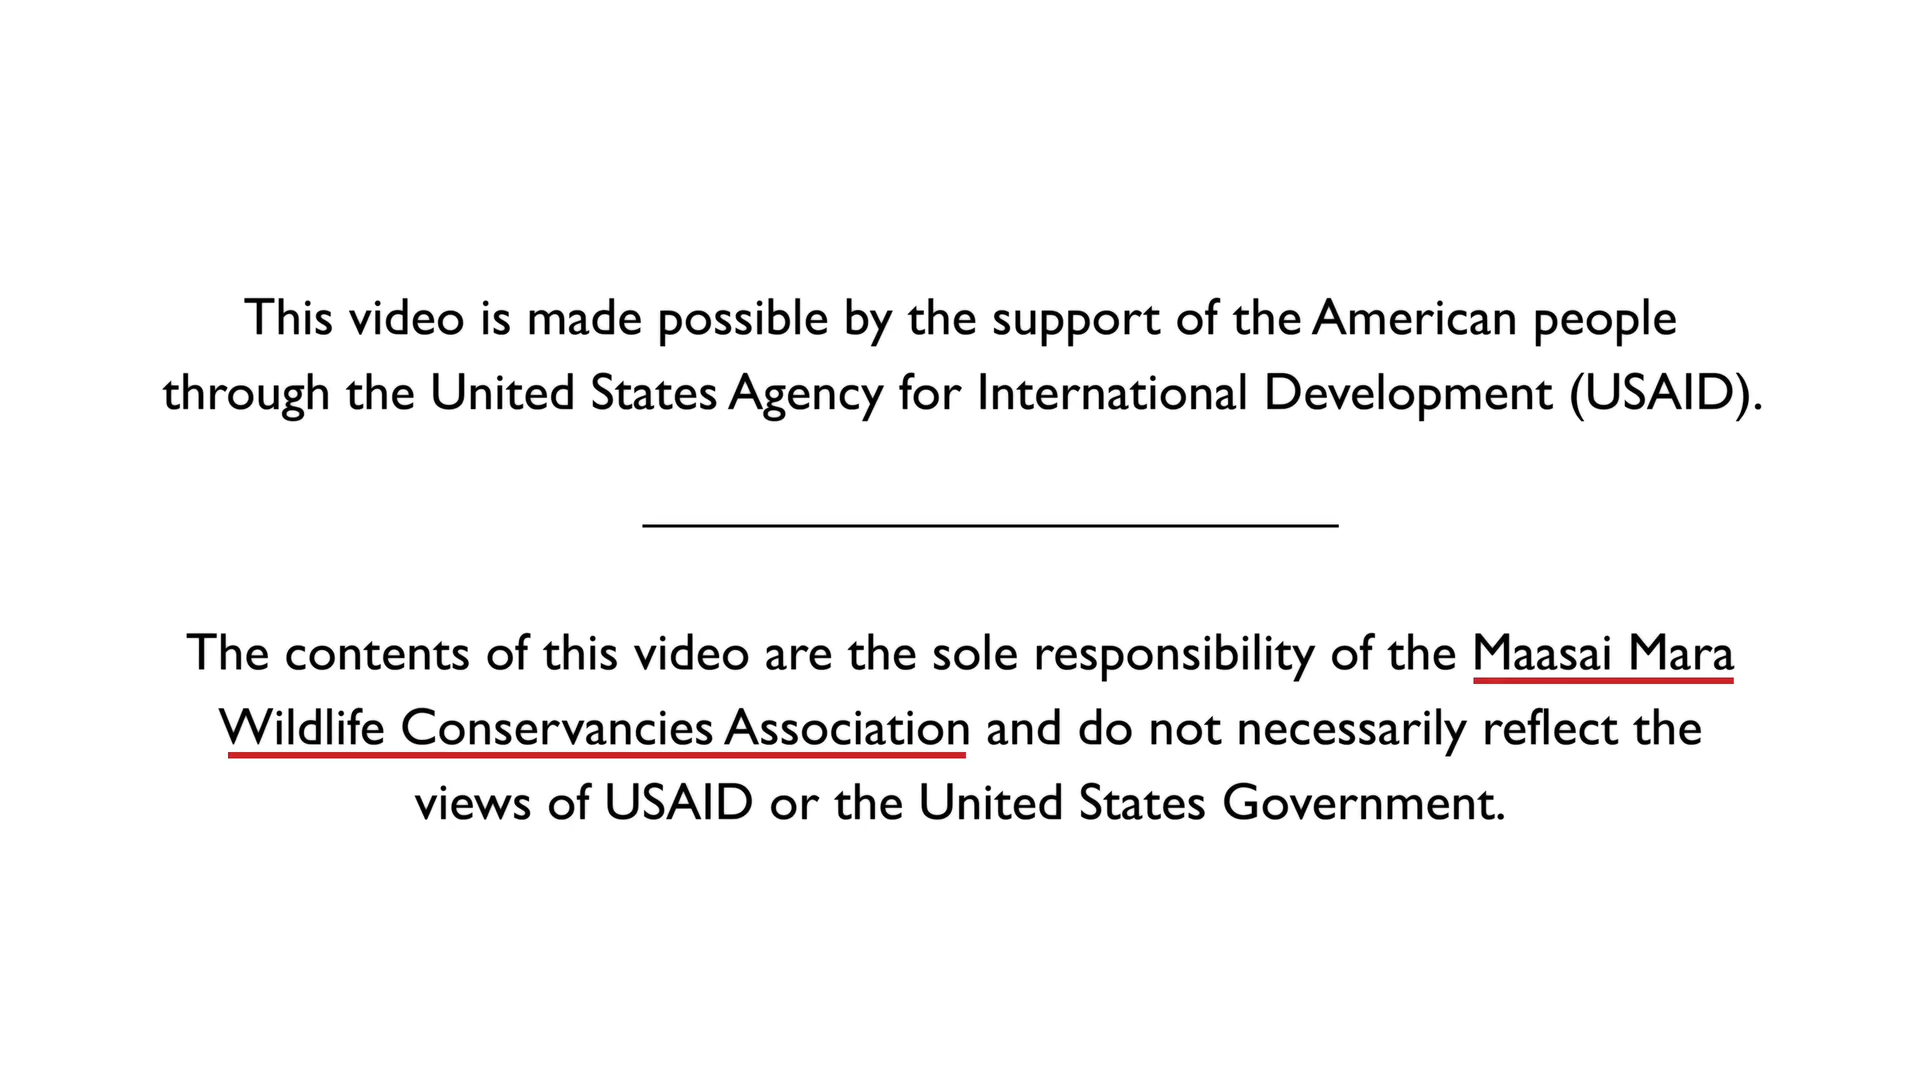 This video is made possible by the support of the American people
through the United States Agency for International Development (USAID).
The contents of this video are the sole responsibility of the Maasai Mara
Wildlife Conservancies Association and do not necessarily reflect the
views of USAID or the United States Government.